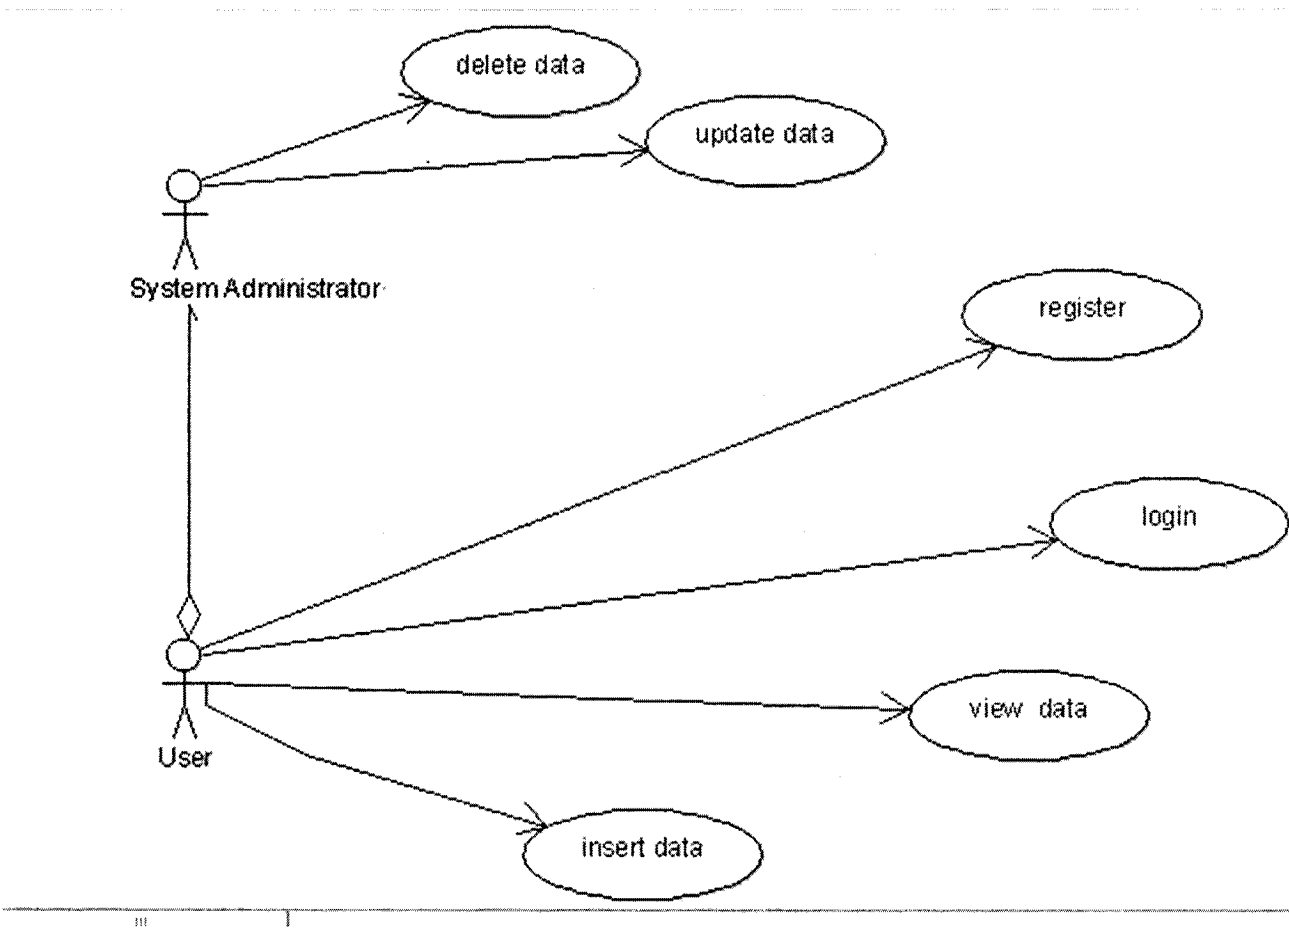 delete data
update data
System Administrator
register
login
view data
User
insert data